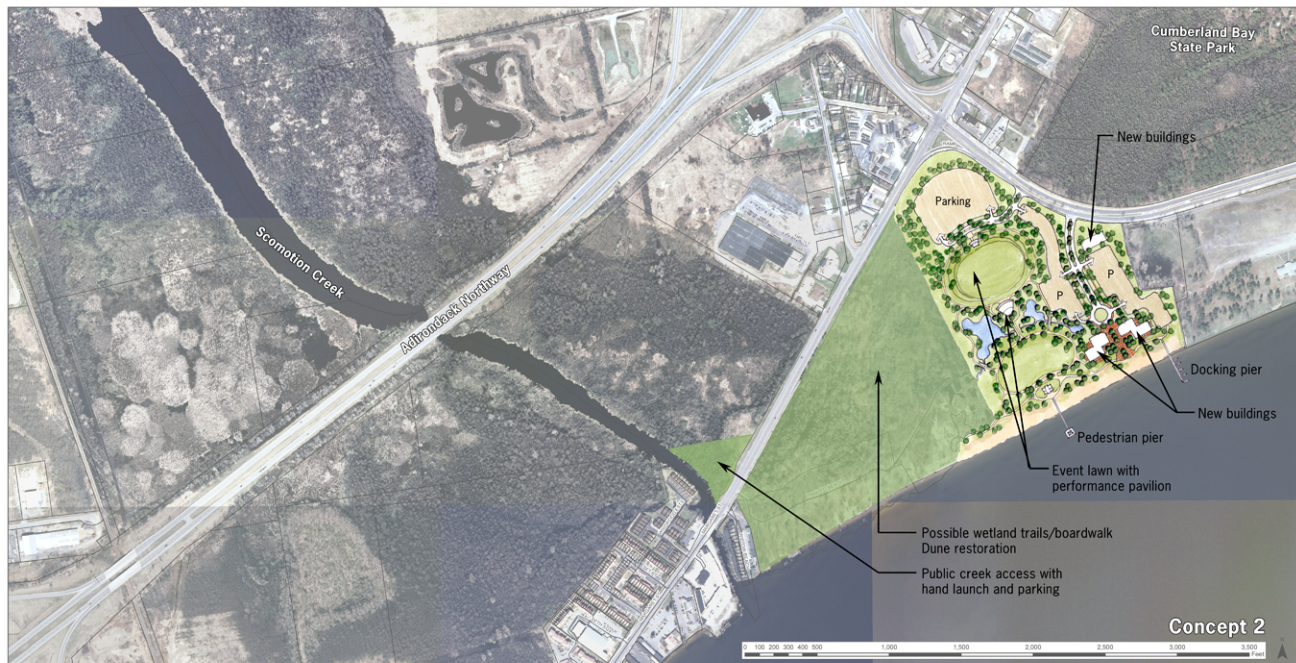 Cumberland Bay
State Park
New buildings
Parking
Scomotion Creek
Adirondack Northway
P
P
Docking pier
New buildings
Pedestrian pier
Event lawn with
performance pavilion
Possible wetland trails/boardwalk
Dune restoration
Public creek access with
hand launch and parking
Concept 2
0 100 200 300 400 500 1,000 1,500 2,000 2,500 3,000 3,500
Feet